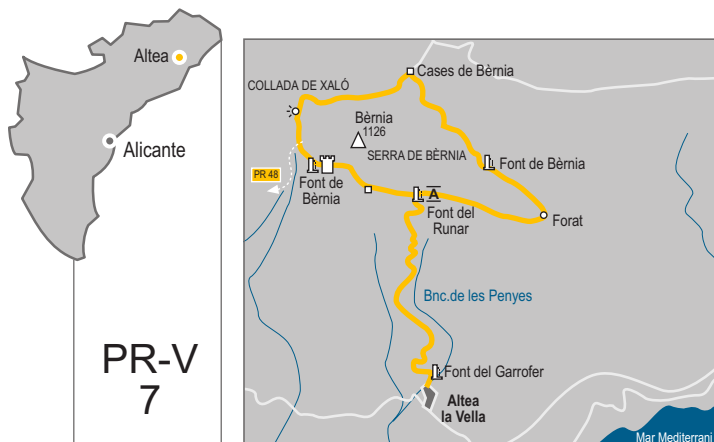 Altea
Alicante
PR-V
7
Cases de Bèrnia
COLLADA DE XALÓ
Bèrnia
1126
SERRA DE BÈRNIA
Font de Bèrnia
PR 48
Font de
Bèrnia
A
Font del
Runar
Forat
Bnc.de les Penyes
Font del Garrofer
Altea
la Vella
Mar Mediterrani